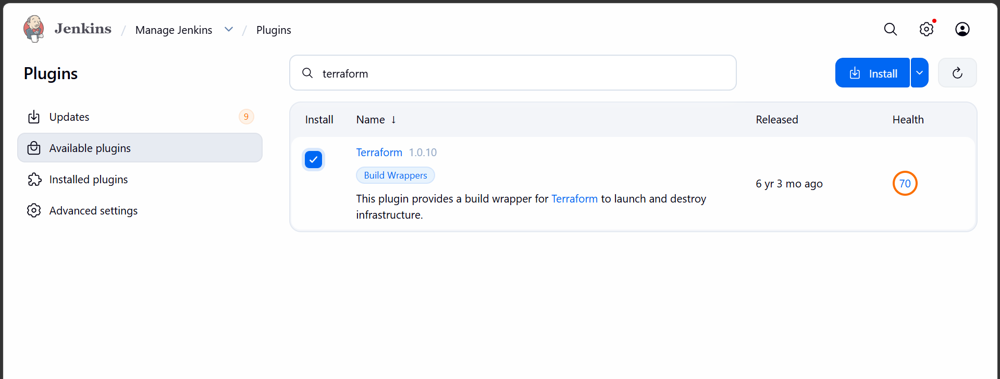 Jenkins / Manage Jenkins / Plugins
Plugins
terraform
Install
Updates 9
Available plugins
Installed plugins
Advanced settings
Install Name ↓ Released Health
Terraform 1.0.10
Build Wrappers
This plugin provides a build wrapper for Terraform to launch and destroy
infrastructure.
6 yr 3 mo ago
70